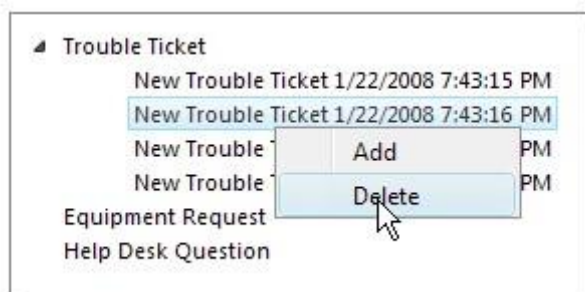 Trouble Ticket
New Trouble Ticket 1/22/2008 7:43:15 PM
New Trouble Ticket 1/22/2008 7:43:16 PM
New Trouble PM
Add
New Trouble PM
Delete
Equipment Request
Help Desk Question